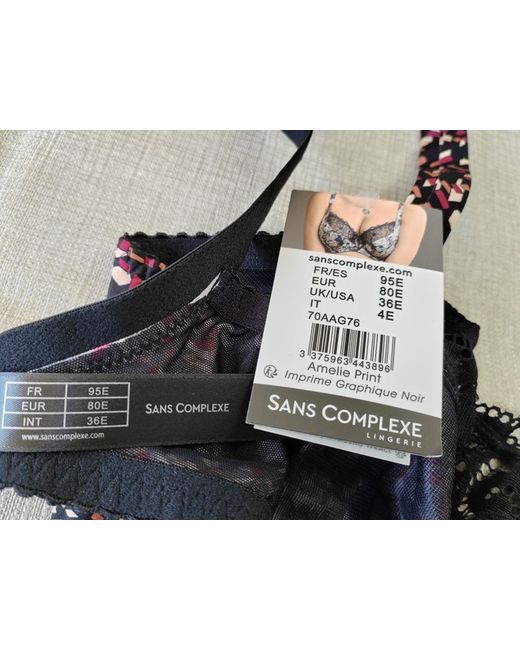 sanscomplexe.com
FR/ES 95E
EUR 80E
UK/USA 36E
IT 4E
70AAG76
3 375963 443896
Amelie Print
Imprime Graphique Noir
SANS COMPLEXE
LINGERIE
FR 95E
EUR 80E
INT 36E
SANS COMPLEXE
www.sanscomplexe.com